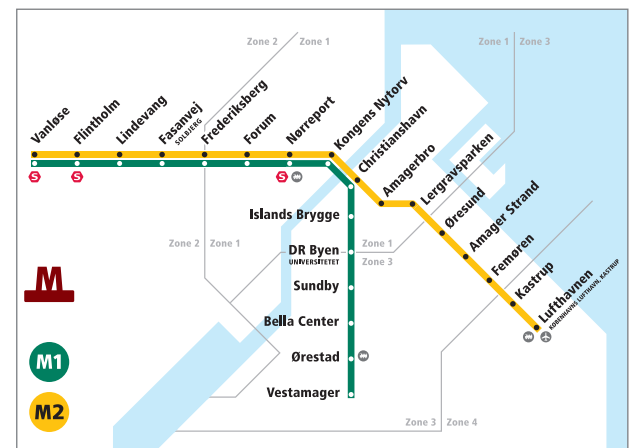 Zone 2
Zone 1
Zone 1
Zone 3
Vanløse
Flintholm
Lindevang
Fasanvej
SOLBJERG
Frederiksberg
Forum
Nørreport
Kongens Nytorv
Christianshavn
Amagerbro
Lergravsparken
Øresund
Amager Strand
Femøren
Kastrup
Lufthavnen
KØBENHAVNS LUFTHAVN, KASTRUP
S
S
S
Islands Brygge
Zone 2
Zone 1
DR Byen
UNIVERSITETET
Zone 1
Zone 3
Sundby
Bella Center
Ørestad
Vestamager
M
M1
M2
Zone 3
Zone 4